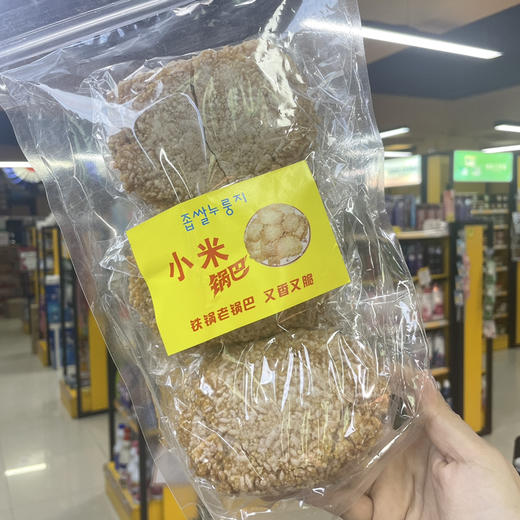 좁쌀누룽지
小米
锅巴
铁锅老锅巴 又香又脆